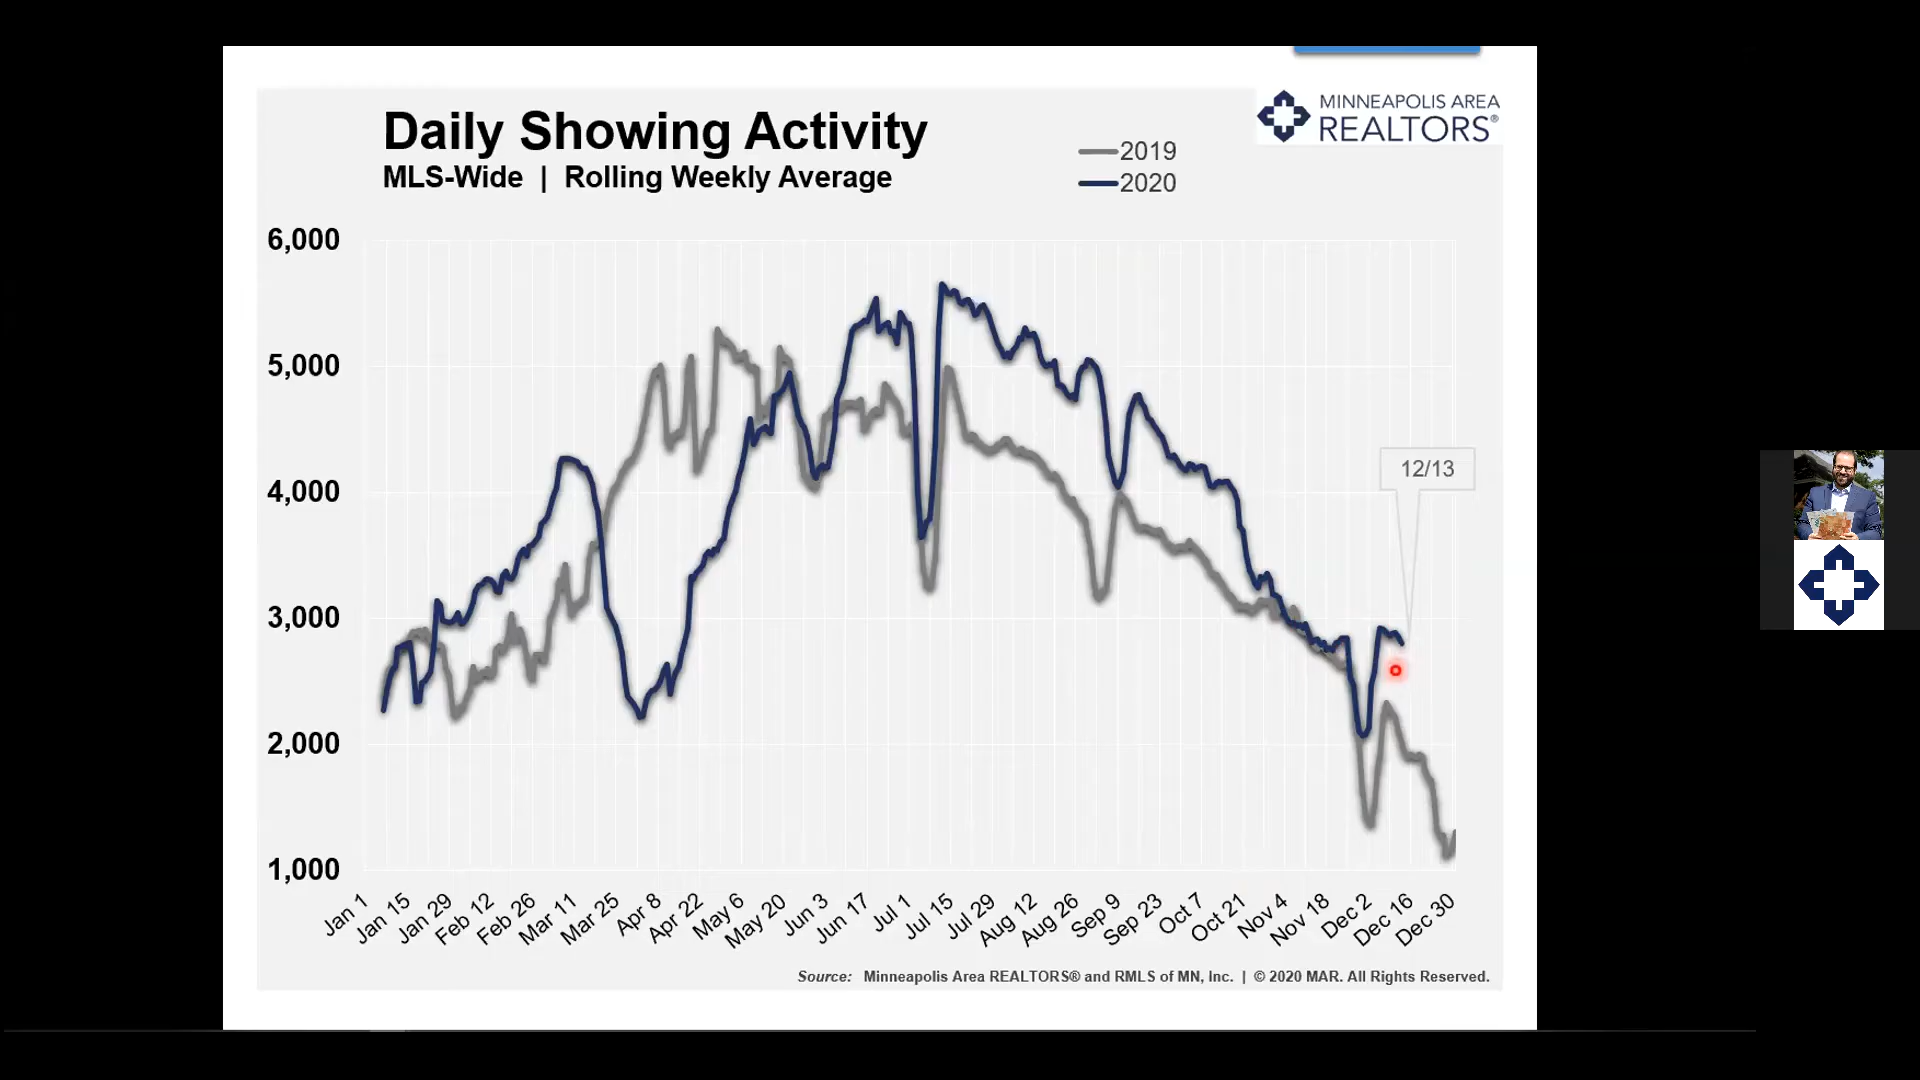 Daily Showing Activity
MLS-Wide | Rolling Weekly Average
2019
2020
MINNEAPOLIS AREA
REALTORS®
6,000
5,000
4,000
3,000
2,000
1,000
12/13
Jan 1
Jan 15
Jan 29
Feb 12
Feb 26
Mar 11
Mar 25
Apr 8
Apr 22
May 6
May 20
Jun 3
Jun 17
Jul 1
Jul 15
Jul 29
Aug 12
Aug 26
Sep 9
Sep 23
Oct 7
Oct 21
Nov 4
Nov 18
Dec 2
Dec 16
Dec 30
Source: Minneapolis Area REALTORS® and RMLS of MN, Inc. | © 2020 MAR. All Rights Reserved.